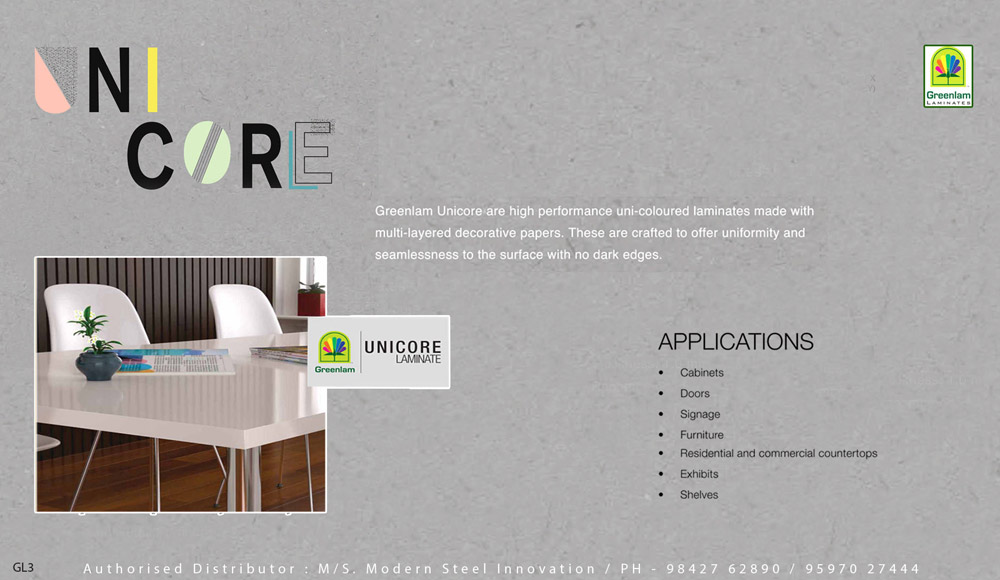 UNI
CORE
Greenlam
LAMINATES
Greenlam Unicore are high performance uni-coloured laminates made with
multi-layered decorative papers. These are crafted to offer uniformity and
seamlessness to the surface with no dark edges.
Greenlam
UNICORE
LAMINATE
APPLICATIONS
• Cabinets
• Doors
• Signage
• Furniture
• Residential and commercial countertops
• Exhibits
• Shelves
GL3
Authorised Distributor : M/S. Modern Steel Innovation / PH - 98427 62890 / 95970 27444